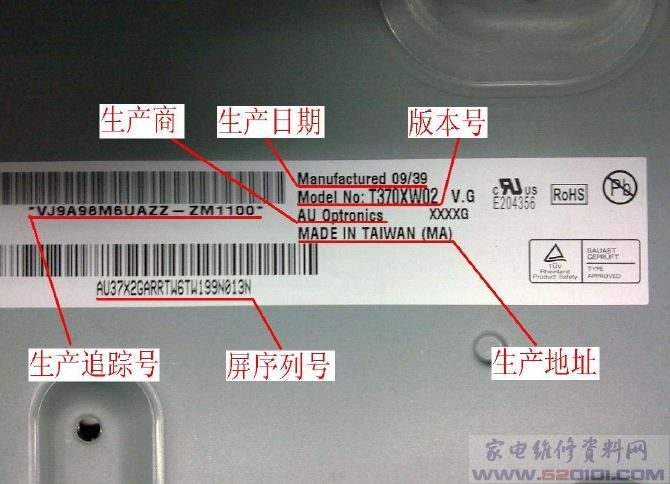 生产商
生产日期
版本号
Manufactured 09/39
Model No: T370XW02 V.G
c UL us
E204356
RoHS
Pb
*VJ9A98M6UAZZ-ZM1100*
AU Optronics XXXXG
MADE IN TAIWAN (MA)
TÜV
Rheinland
Product Safety
BAUART
GEPRÜFT
TYPE
APPROVED
AU37X2GARRTW6TW199N013N
生产追踪号
屏序列号
生产地址
家电维修资料网
www.520101.com